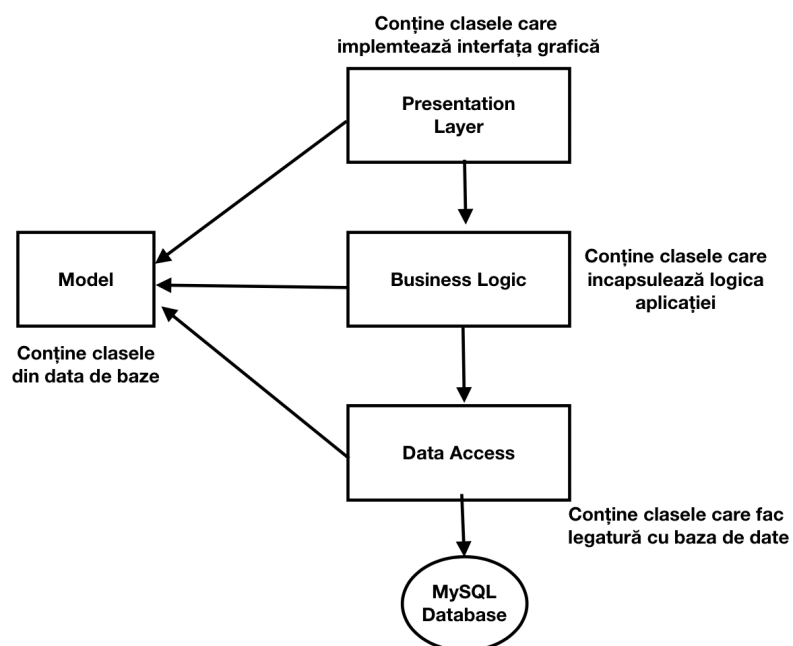 Conține clasele care
implemtează interfața grafică
Presentation
Layer
Model
Business Logic
Conține clasele care
incapsulează logica
aplicației
Conține clasele
din data de baze
Data Access
Conține clasele care fac
legatură cu baza de date
MySQL
Database